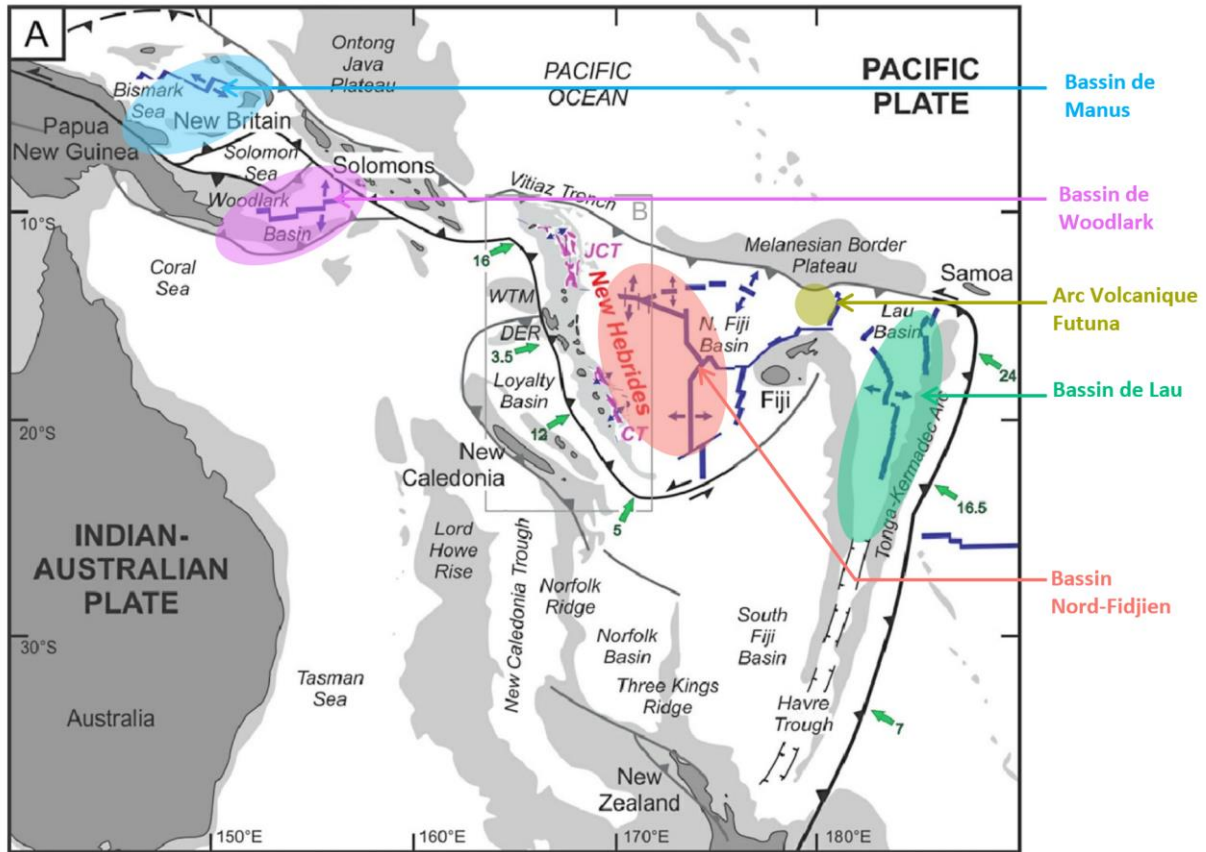 A
Ontong
Java
Plateau
PACIFIC
OCEAN
PACIFIC
PLATE
Bassin de
Manus
Bismark
Sea
New Britain
Papua
New Guinea
Solomon
Sea
Solomons
Vitiaz Trench
B
Woodlark
Basin
Bassin de
Woodlark
10°S
Coral
Sea
16
JCT
Melanesian Border
Plateau
Samoa
WTM
New Hebrides
Arc Volcanique
Futuna
DER
3.5
N. Fiji
Basin
Lau
Basin
24
Loyalty
Basin
Fiji
Bassin de Lau
12
CT
20°S
New
Caledonia
Tonga-Kermadec Arc
5
16.5
INDIAN-
AUSTRALIAN
PLATE
Lord
Howe
Rise
New Caledonia Trough
Norfolk
Ridge
Bassin
Nord-Fidjien
30°S
Norfolk
Basin
South
Fiji
Basin
Tasman
Sea
Three Kings
Ridge
Havre
Trough
7
Australia
New
Zealand
150°E
160°E
170°E
180°E